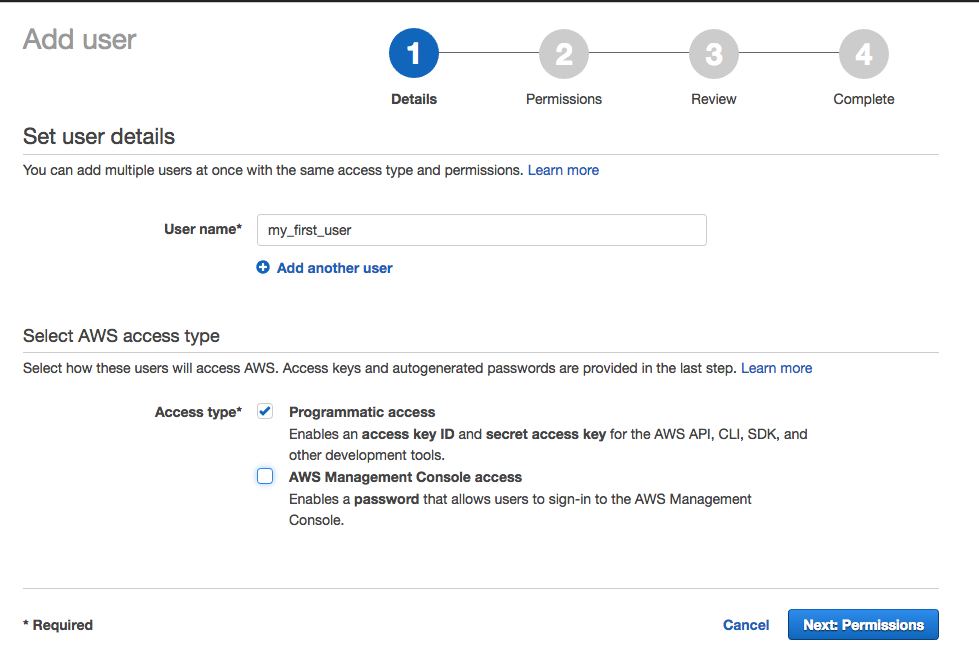 Add user
1 2 3 4
Details Permissions Review Complete
Set user details
You can add multiple users at once with the same access type and permissions. Learn more
User name* my_first_user
Add another user
Select AWS access type
Select how these users will access AWS. Access keys and autogenerated passwords are provided in the last step. Learn more
Access type* Programmatic access
Enables an access key ID and secret access key for the AWS API, CLI, SDK, and
other development tools.
AWS Management Console access
Enables a password that allows users to sign-in to the AWS Management
Console.
* Required Cancel Next: Permissions